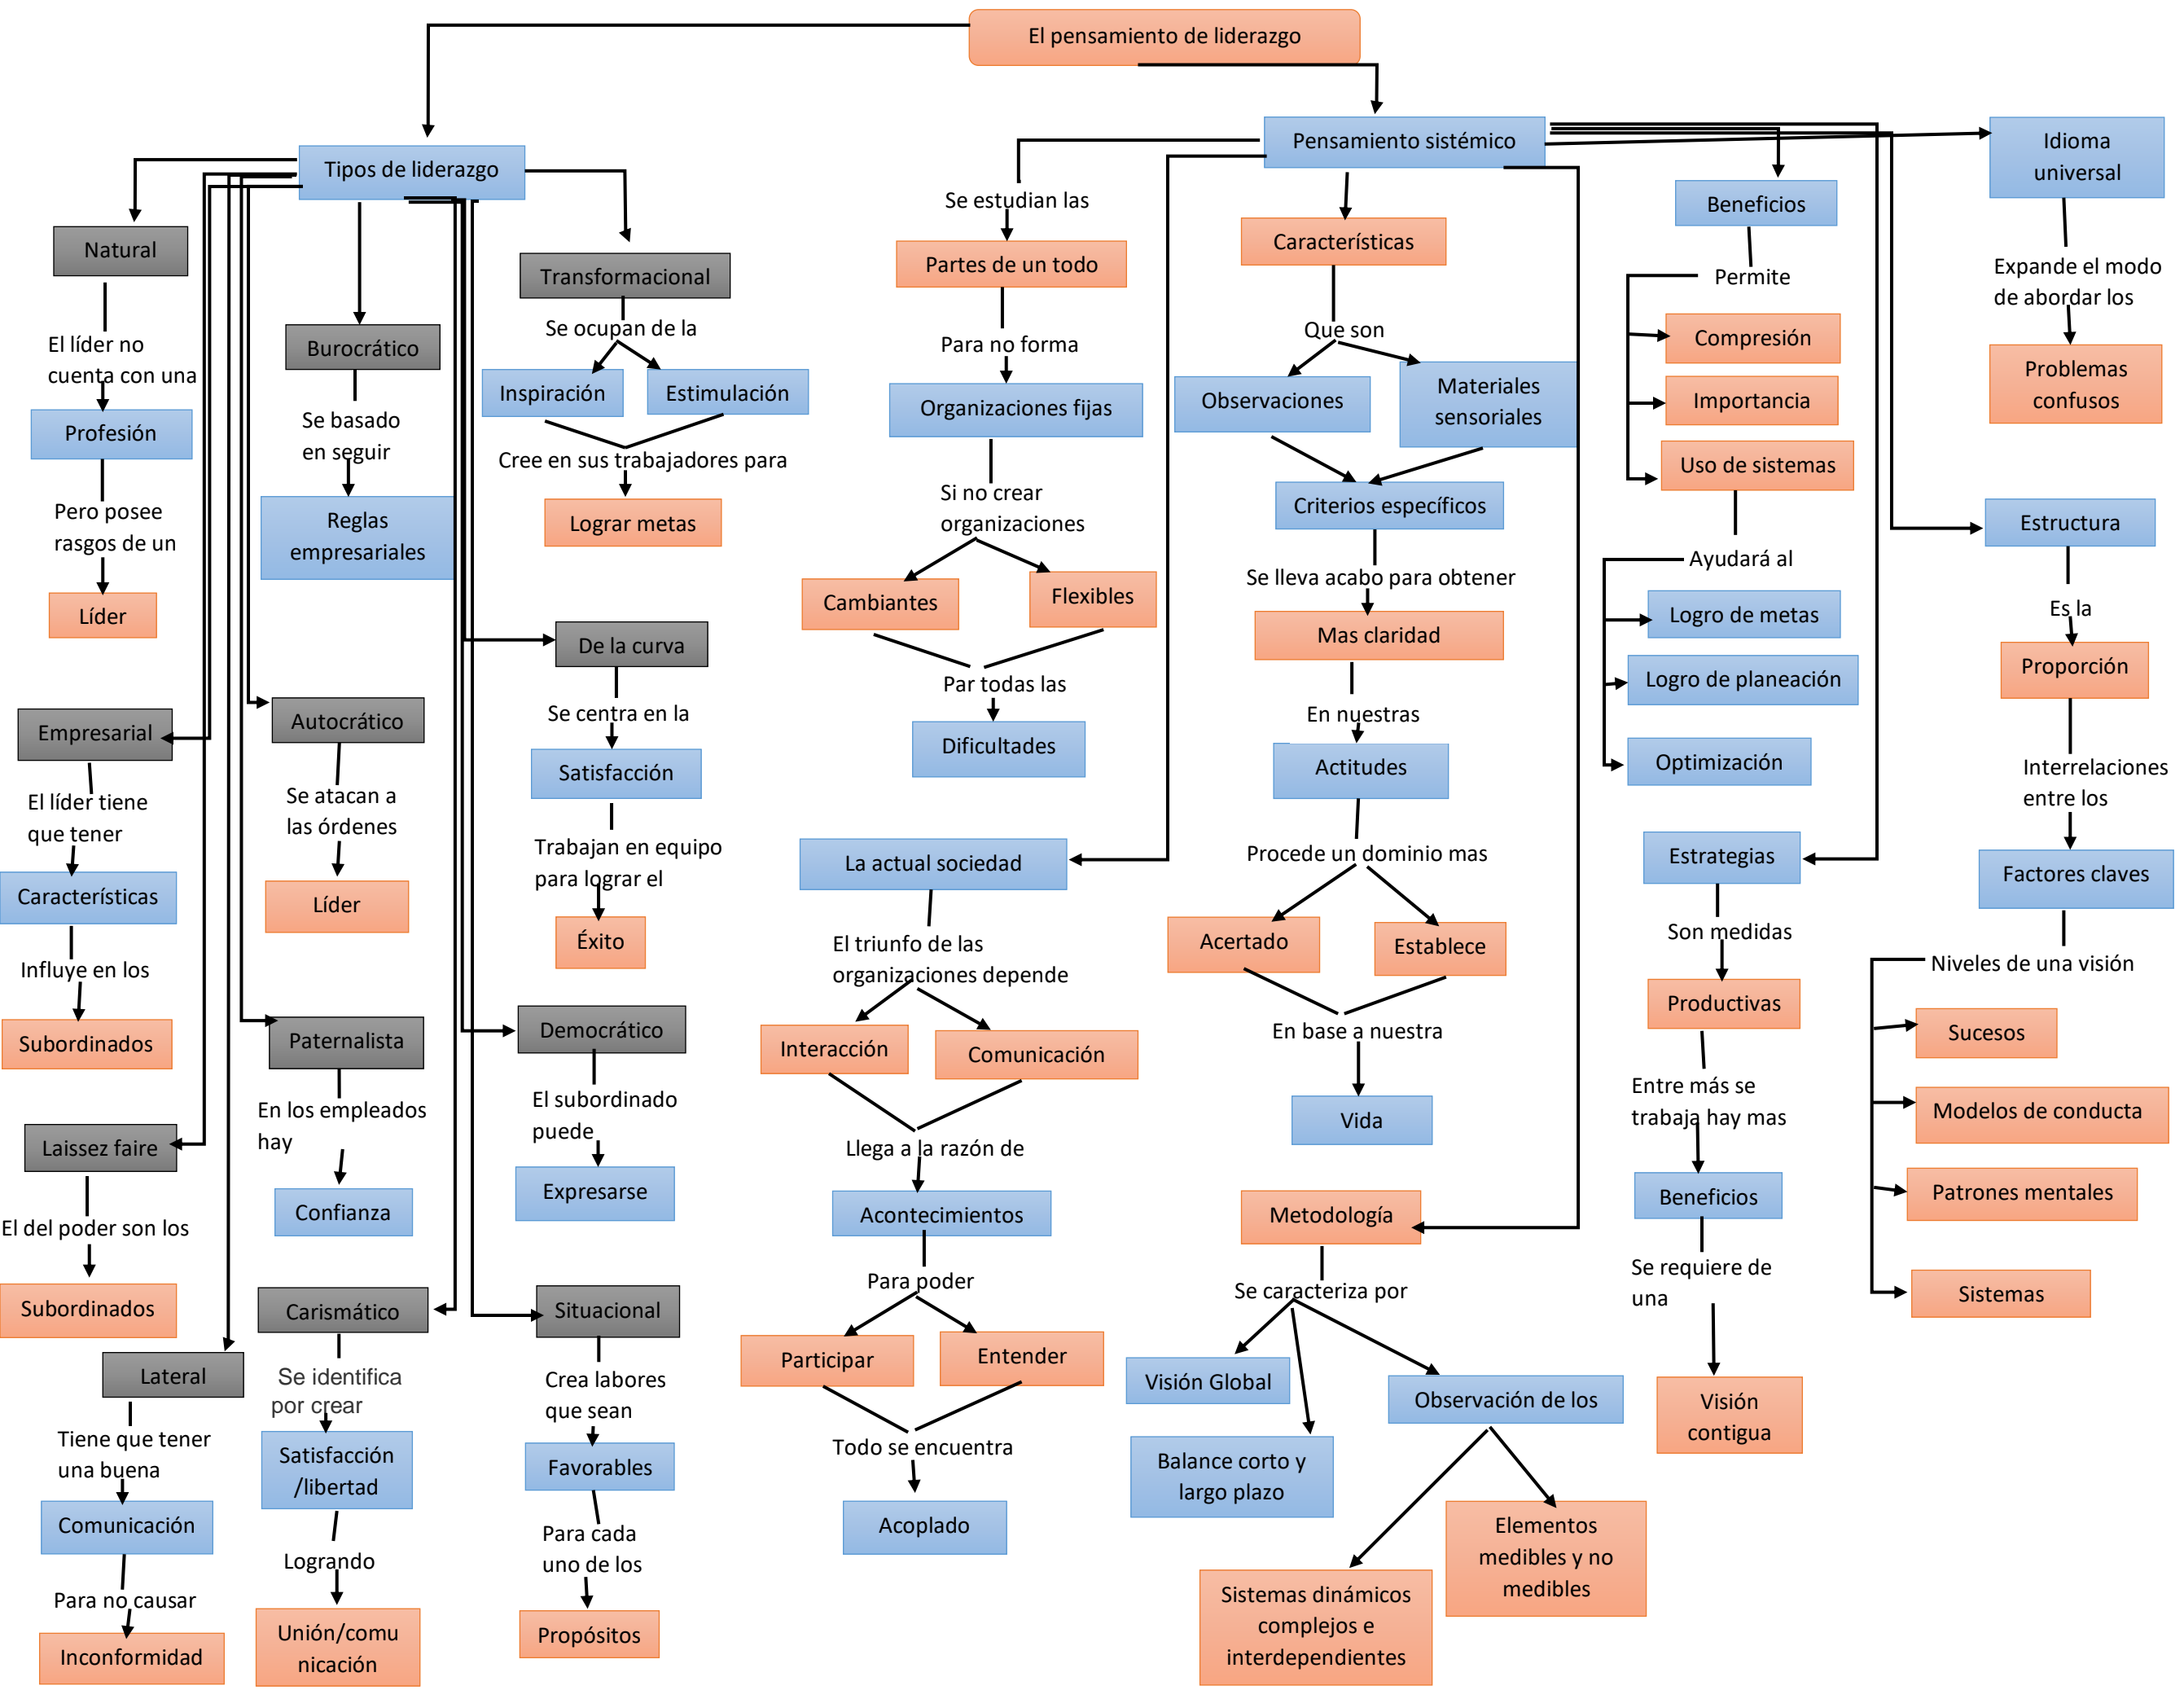 El pensamiento de liderazgo
Tipos de liderazgo
Natural
El líder no
cuenta con una
Profesión
Pero posee
rasgos de un
Líder
Empresarial
El líder tiene
que tener
Características
Influye en los
Subordinados
Laissez faire
El del poder son los
Subordinados
Lateral
Tiene que tener
una buena
Comunicación
Para no causar
Inconformidad
Burocrático
Se basado
en seguir
Reglas
empresariales
Autocrático
Se atacan a
las órdenes
Líder
Paternalista
En los empleados
hay
Confianza
Carismático
Se identifica
por crear
Satisfacción
/libertad
Logrando
Unión/comu
nicación
Transformacional
Se ocupan de la
Inspiración
Estimulación
Cree en sus trabajadores para
Lograr metas
De la curva
Se centra en la
Satisfacción
Trabajan en equipo
para lograr el
Éxito
Democrático
El subordinado
puede
Expresarse
Situacional
Crea labores
que sean
Favorables
Para cada
uno de los
Propósitos
Pensamiento sistémico
Se estudian las
Partes de un todo
Para no forma
Organizaciones fijas
Si no crear
organizaciones
Cambiantes
Flexibles
Par todas las
Dificultades
La actual sociedad
El triunfo de las
organizaciones depende
Interacción
Comunicación
Llega a la razón de
Acontecimientos
Para poder
Participar
Entender
Todo se encuentra
Acoplado
Características
Que son
Observaciones
Materiales
sensoriales
Criterios específicos
Se lleva acabo para obtener
Mas claridad
En nuestras
Actitudes
Procede un dominio mas
Acertado
Establece
En base a nuestra
Vida
Metodología
Se caracteriza por
Visión Global
Balance corto y
largo plazo
Observación de los
Sistemas dinámicos
complejos e
interdependientes
Elementos
medibles y no
medibles
Beneficios
Permite
Compresión
Importancia
Uso de sistemas
Ayudará al
Logro de metas
Logro de planeación
Optimización
Estrategias
Son medidas
Productivas
Entre más se
trabaja hay mas
Beneficios
Se requiere de
una
Visión
contigua
Idioma
universal
Expande el modo
de abordar los
Problemas
confusos
Estructura
Es la
Proporción
Interrelaciones
entre los
Factores claves
Niveles de una visión
Sucesos
Modelos de conducta
Patrones mentales
Sistemas